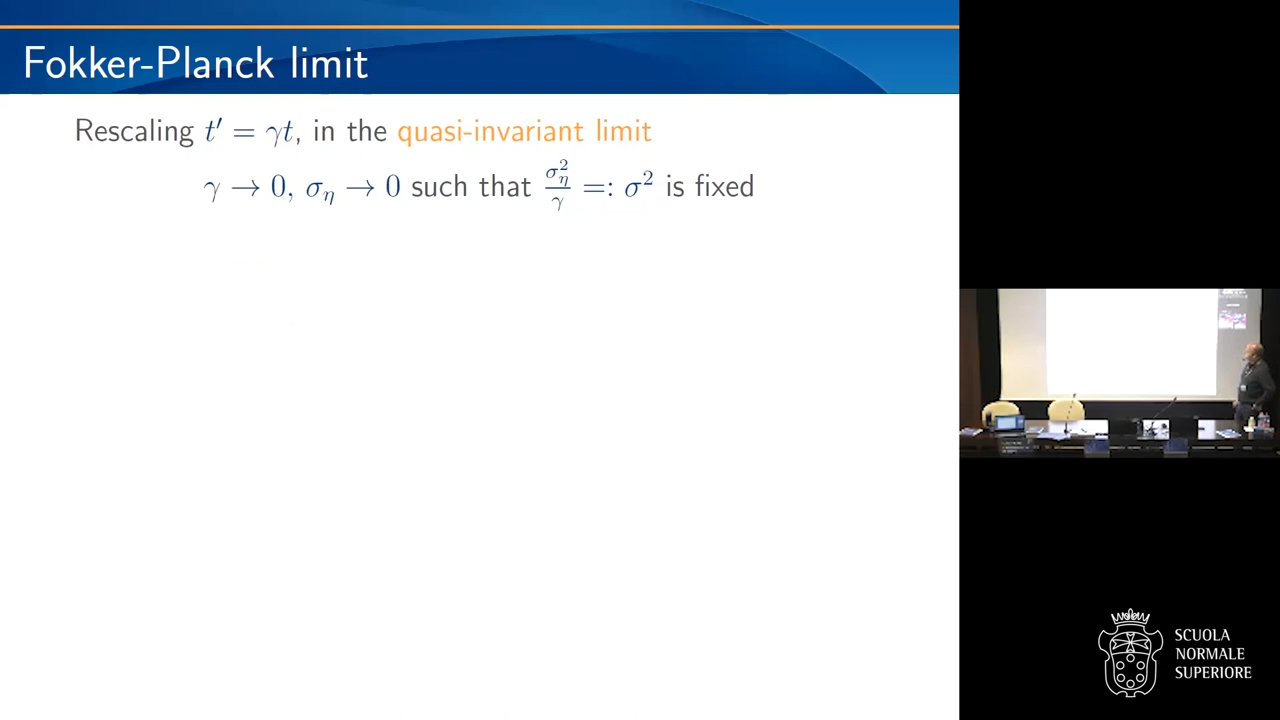 Fokker-Planck limit
Rescaling t′ = γt, in the quasi-invariant limit
γ → 0, σ_η → 0 such that σ_η²/γ =: σ² is fixed
SCUOLA
NORMALE
SUPERIORE